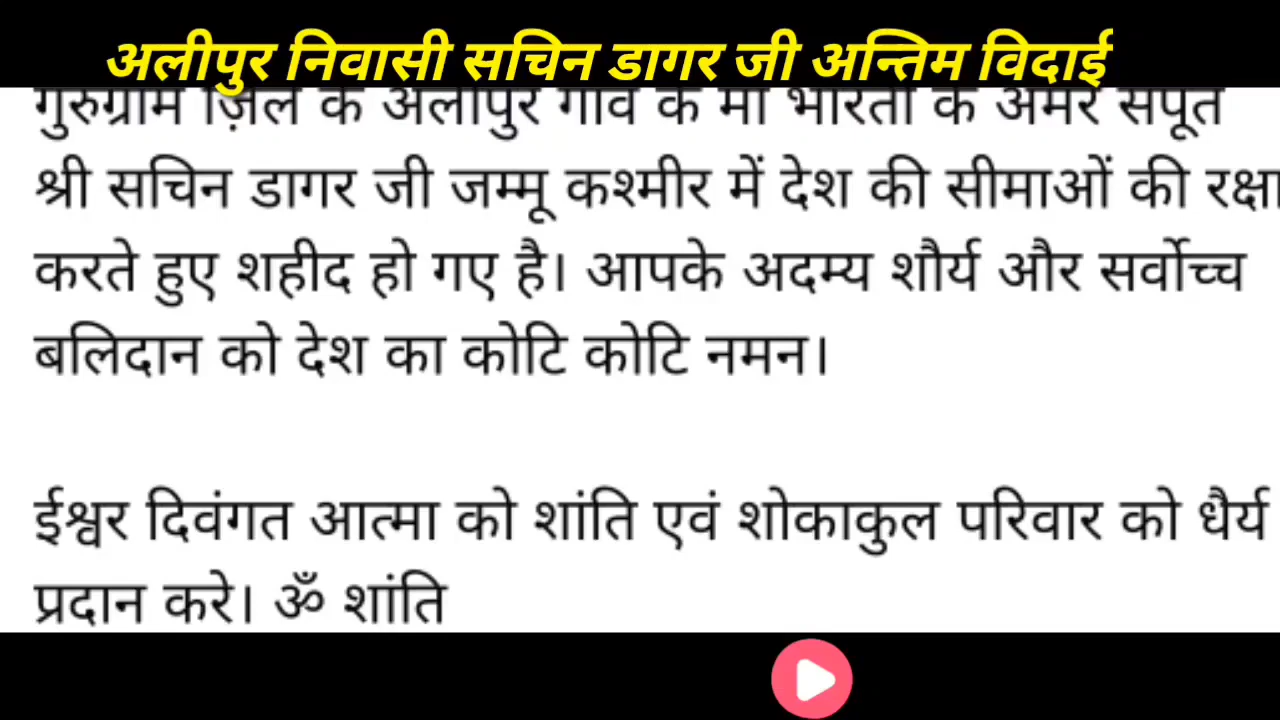 अलीपुर निवासी सचिन डागर जी अन्तिम विदाई
गुरुग्राम ज़िले के अलीपुर गाँव के माँ भारती के अमर सपूत
श्री सचिन डागर जी जम्मू कश्मीर में देश की सीमाओं की रक्षा
करते हुए शहीद हो गए है। आपके अदम्य शौर्य और सर्वोच्च
बलिदान को देश का कोटि कोटि नमन।
ईश्वर दिवंगत आत्मा को शांति एवं शोकाकुल परिवार को धैर्य
प्रदान करे। ॐ शांति